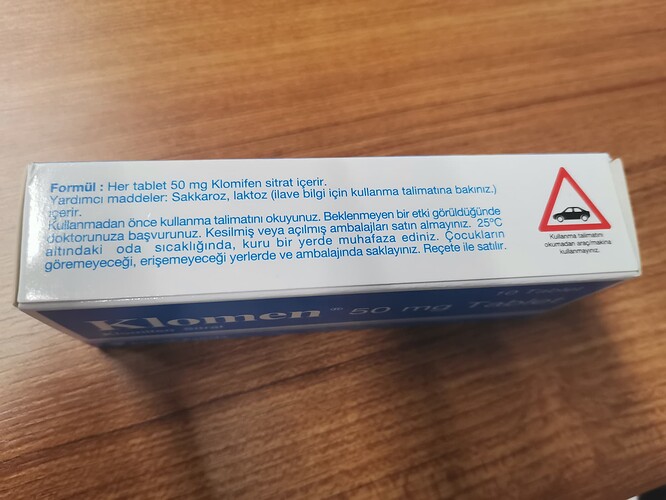 Formül : Her tablet 50 mg Klomifen sitrat içerir.
Yardımcı maddeler: Sakkaroz, laktoz (ilave bilgi için kullanma talimatına bakınız.)
içerir.
Kullanmadan önce kullanma talimatını okuyunuz. Beklenmeyen bir etki görüldüğünde
doktorunuza başvurunuz. Kesilmiş veya açılmış ambalajları satın almayınız. 25°C
altındaki oda sıcaklığında, kuru bir yerde muhafaza ediniz. Çocukların
göremeyeceği, erişemeyeceği yerlerde ve ambalajında saklayınız. Reçete ile satılır.
Kullanma talimatını
okumadan araç/makina
kullanmayınız.
Klomen ® 50 mg Tablet
10 Tablet